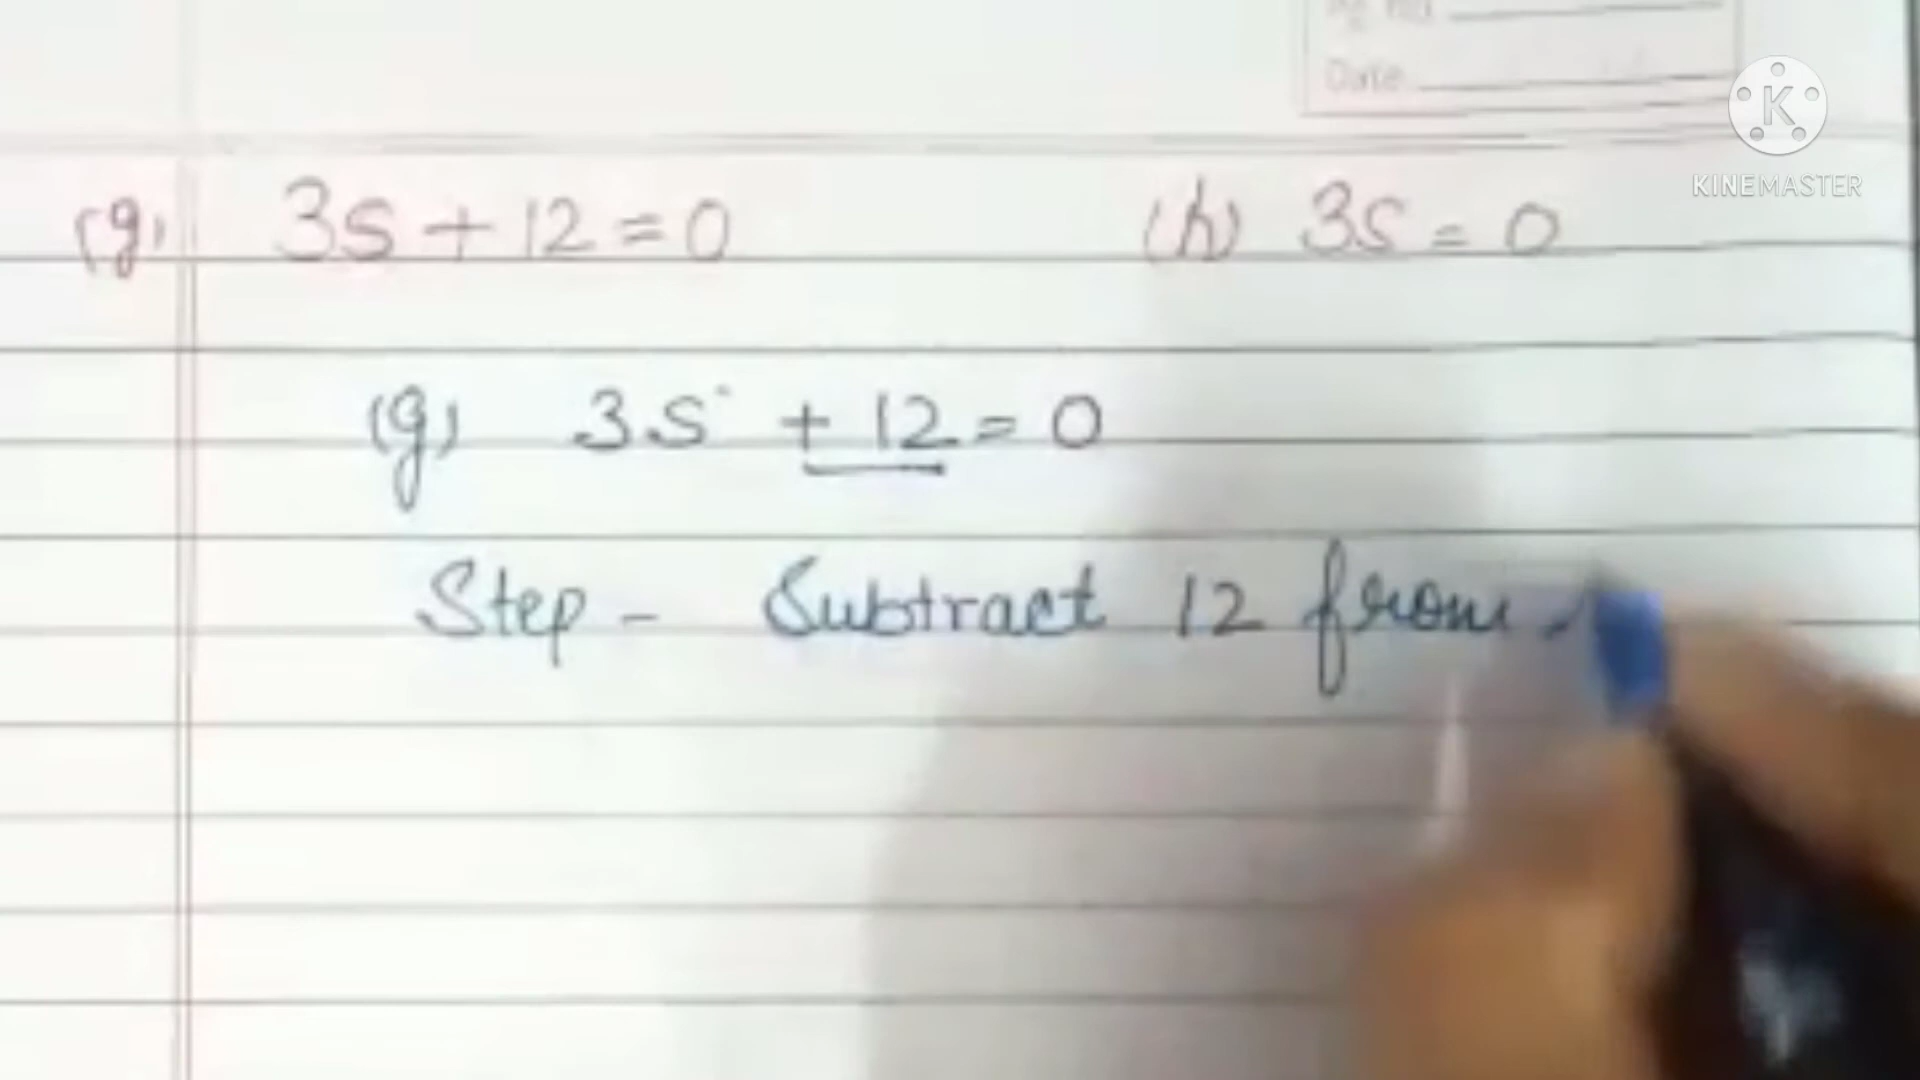 Date
KINEMASTER
(g) 3s + 12 = 0 (h) 3s = 0
(g) 3s + 12 = 0
Step - Subtract 12 from